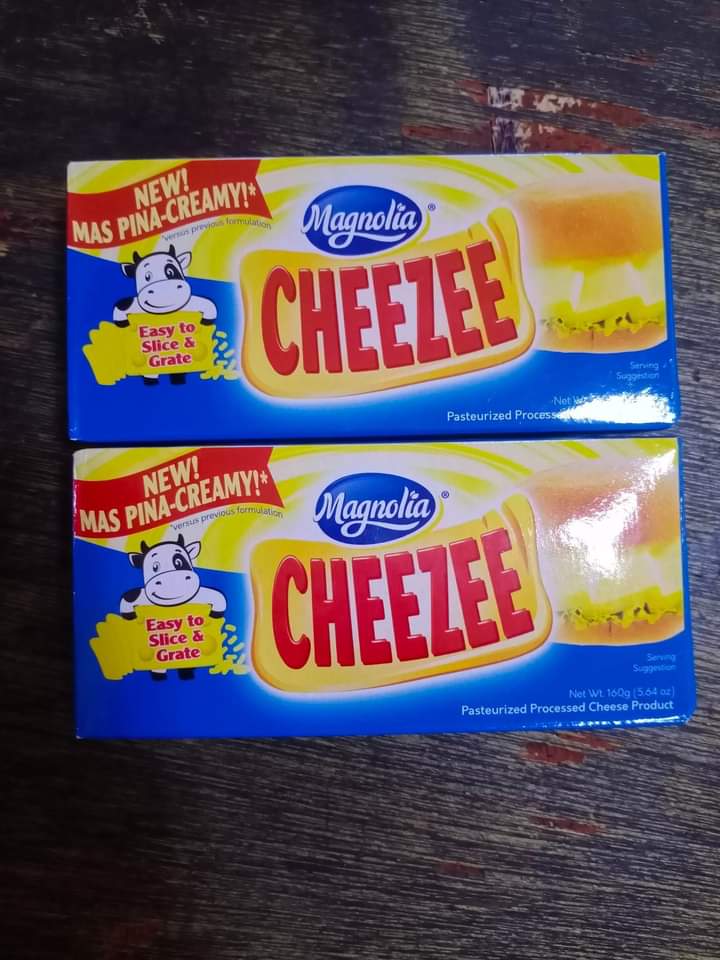 NEW!
MAS PINA-CREAMY!*
*versus previous formulation
Magnolia®
CHEEZEE
Easy to
Slice &
Grate
Serving
Suggestion
Net
Pasteurized
NEW!
MAS PINA-CREAMY!*
*versus previous formulation
Magnolia®
CHEEZEE
Easy to
Slice &
Grate
Serving
Suggestion
Net Wt. 160g (5.64 oz)
Pasteurized Processed Cheese Product